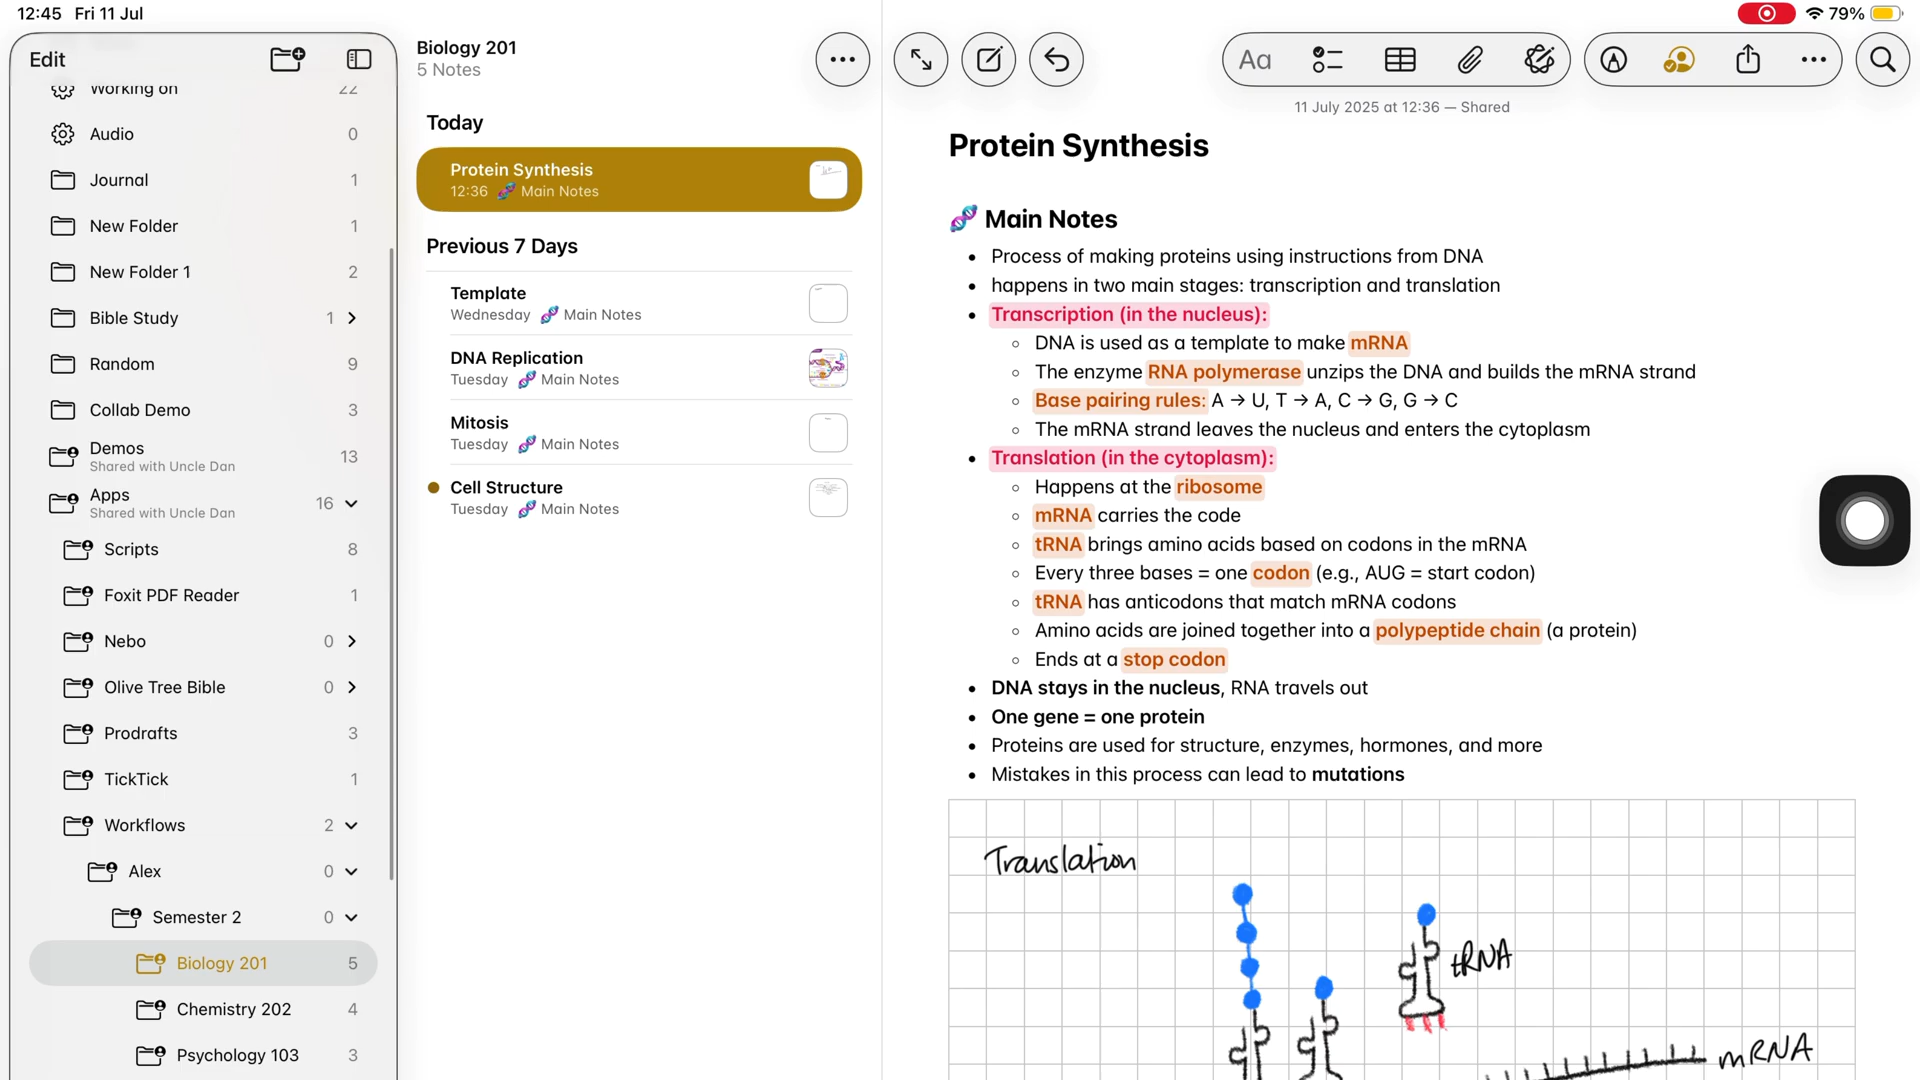 12:45 Fri 11 Jul
79%
Edit
Working on 22
Audio 0
Journal 1
New Folder 1
New Folder 1 2
Bible Study 1
Random 9
Collab Demo 3
Demos 13
Shared with Uncle Dan
Apps 16
Shared with Uncle Dan
Scripts 8
Foxit PDF Reader 1
Nebo 0
Olive Tree Bible 0
Prodrafts 3
TickTick 1
Workflows 2
Alex 0
Semester 2 0
Biology 201 5
Chemistry 202 4
Psychology 103 3
Biology 201
5 Notes
Today
Protein Synthesis
12:36 🧬 Main Notes
Previous 7 Days
Template
Wednesday 🧬 Main Notes
DNA Replication
Tuesday 🧬 Main Notes
Mitosis
Tuesday 🧬 Main Notes
Cell Structure
Tuesday 🧬 Main Notes
Aa
11 July 2025 at 12:36 — Shared
Protein Synthesis
🧬 Main Notes
• Process of making proteins using instructions from DNA
• happens in two main stages: transcription and translation
• Transcription (in the nucleus):
◦ DNA is used as a template to make mRNA
◦ The enzyme RNA polymerase unzips the DNA and builds the mRNA strand
◦ Base pairing rules: A → U, T → A, C → G, G → C
◦ The mRNA strand leaves the nucleus and enters the cytoplasm
• Translation (in the cytoplasm):
◦ Happens at the ribosome
◦ mRNA carries the code
◦ tRNA brings amino acids based on codons in the mRNA
◦ Every three bases = one codon (e.g., AUG = start codon)
◦ tRNA has anticodons that match mRNA codons
◦ Amino acids are joined together into a polypeptide chain (a protein)
◦ Ends at a stop codon
• DNA stays in the nucleus, RNA travels out
• One gene = one protein
• Proteins are used for structure, enzymes, hormones, and more
• Mistakes in this process can lead to mutations
Translation
tRNA
mRNA